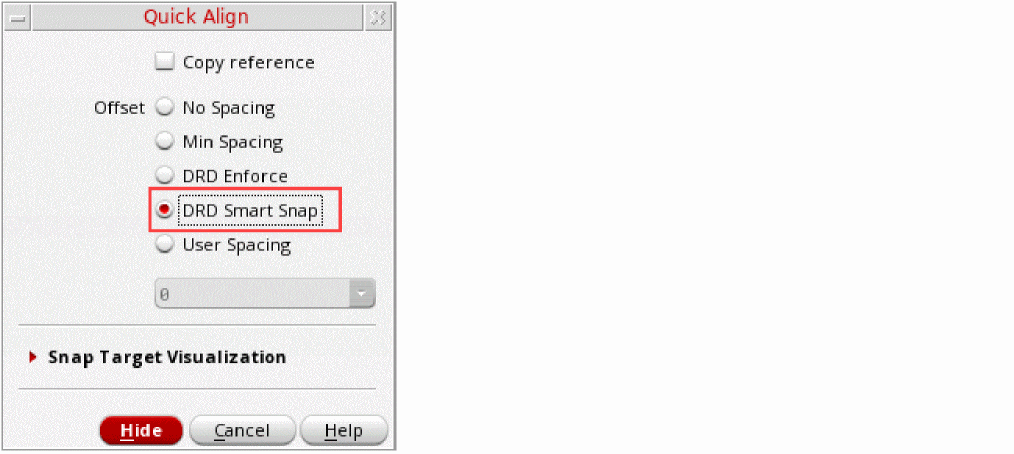 Quick Align
Copy reference
Offset No Spacing
Min Spacing
DRD Enforce
DRD Smart Snap
User Spacing
0
Snap Target Visualization
Hide Cancel Help